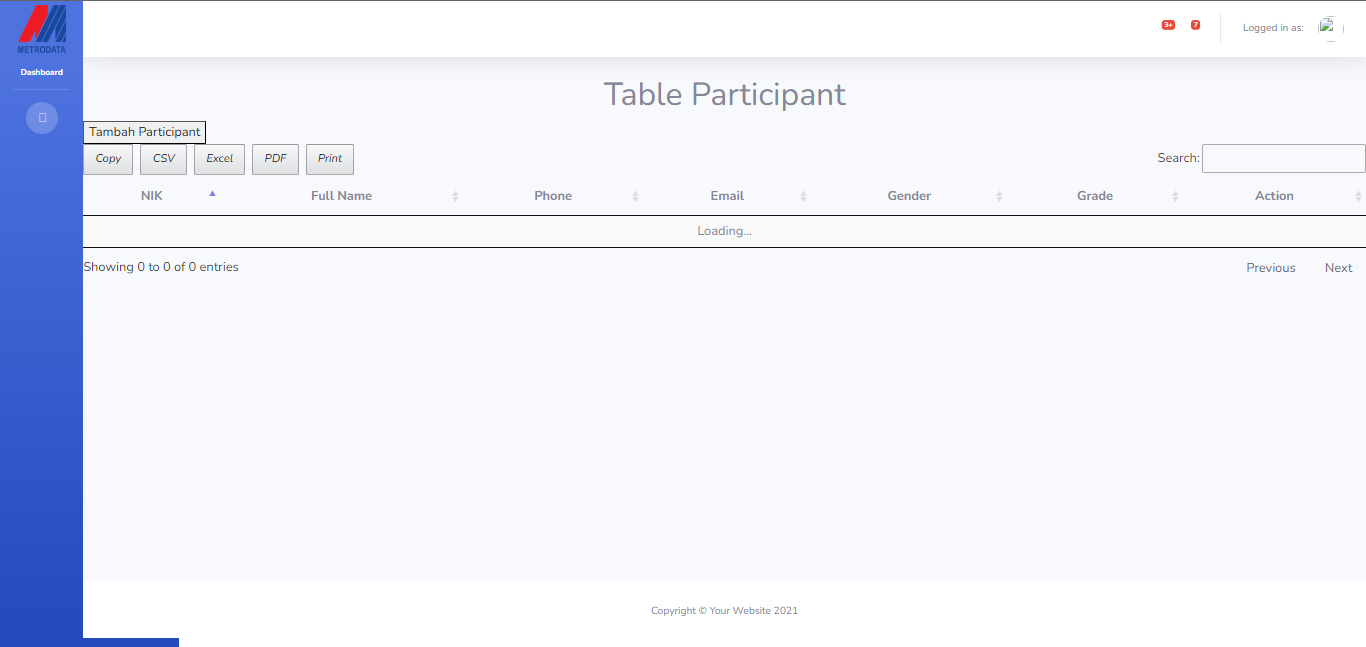 METRODATA
Dashboard
3+ 7 Logged in as:
Table Participant
Tambah Participant
Copy CSV Excel PDF Print Search:
NIK Full Name Phone Email Gender Grade Action
Loading...
Showing 0 to 0 of 0 entries Previous Next
Copyright © Your Website 2021